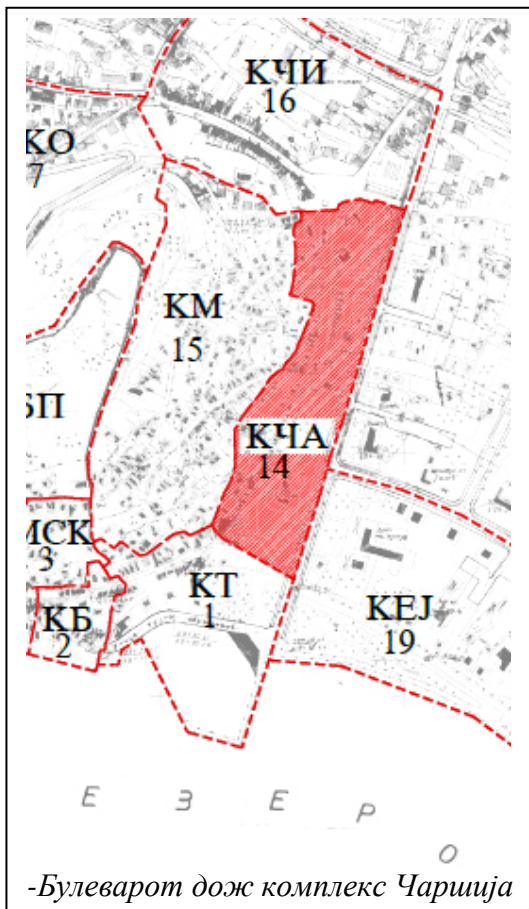 КЧИ
16
КО
7
КМ
15
БП
КЧА
14
МСК
3
КТ
1
КБ
2
КЕЈ
19
Е З Е Р О
-Булеварот дож комплекс Чаршија